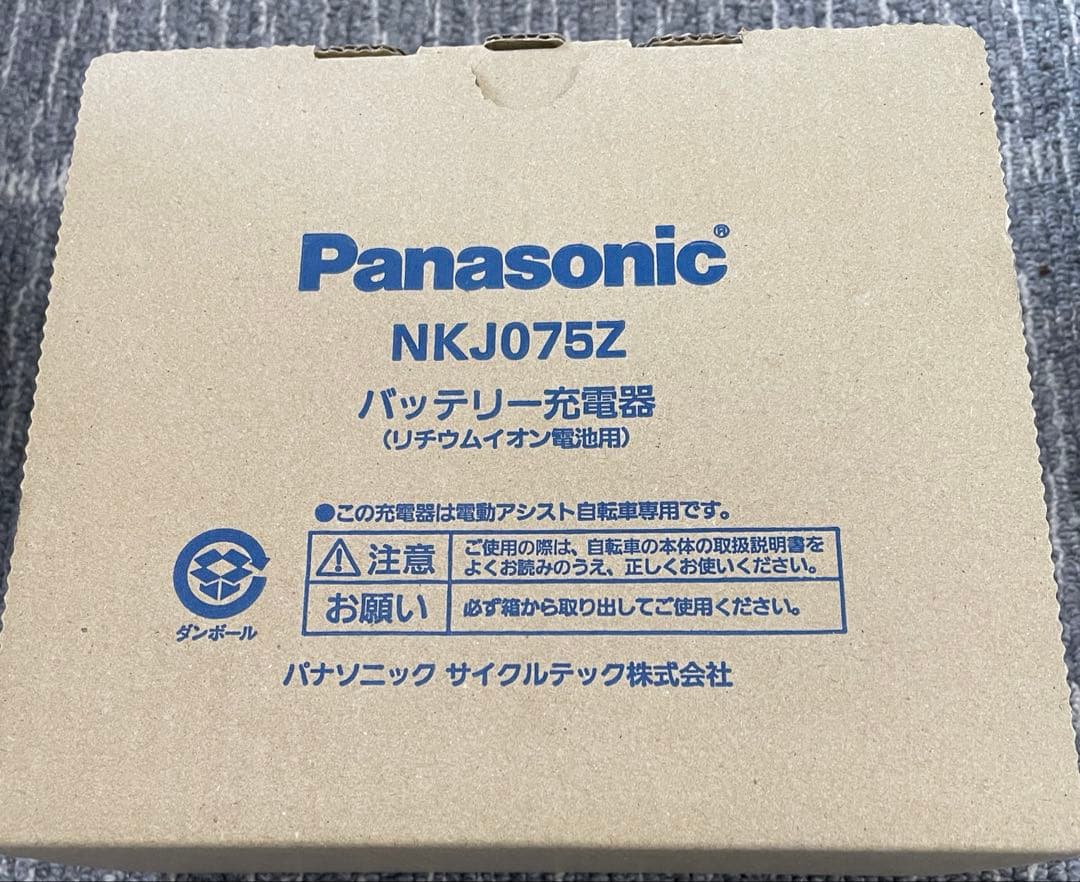 Panasonic®
NKJ075Z
バッテリー充電器
(リチウムイオン電池用)
●この充電器は電動アシスト自転車専用です。
注意
ご使用の際は、自転車の本体の取扱説明書を
よくお読みのうえ、正しくお使いください。
お願い
必ず箱から取り出してご使用ください。
ダンボール
パナソニック サイクルテック株式会社